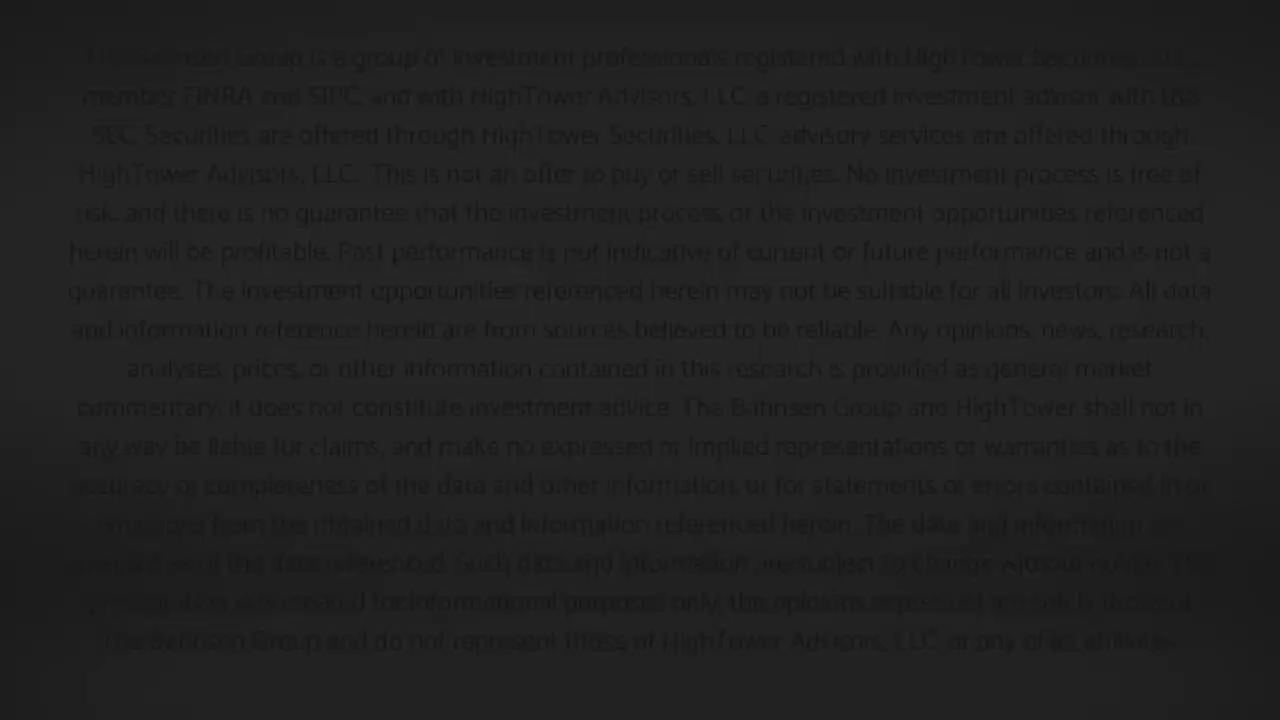 The Bahnsen Group is a group of investment professionals registered with HighTower Securities, LLC,
member FINRA and SIPC, and with HighTower Advisors, LLC, a registered investment advisor with the
SEC. Securities are offered through HighTower Securities, LLC; advisory services are offered through
HighTower Advisors, LLC. This is not an offer to buy or sell securities. No investment process is free of
risk, and there is no guarantee that the investment process or the investment opportunities referenced
herein will be profitable. Past performance is not indicative of current or future performance and is not a
guarantee. The investment opportunities referenced herein may not be suitable for all investors. All data
and information reference herein are from sources believed to be reliable. Any opinions, news, research,
analyses, prices, or other information contained in this research is provided as general market
commentary, it does not constitute investment advice. The Bahnsen Group and HighTower shall not in
any way be liable for claims, and make no expressed or implied representations or warranties as to the
accuracy or completeness of the data and other information, or for statements or errors contained in or
omissions from the obtained data and information referenced herein. The data and information are
of the data referenced. Such data and information are subject to change without notice. This
was created for informational purposes only; the opinions expressed are solely those of
The Bahnsen Group and do not represent those of HighTower Advisors, LLC, or any of its affiliates.